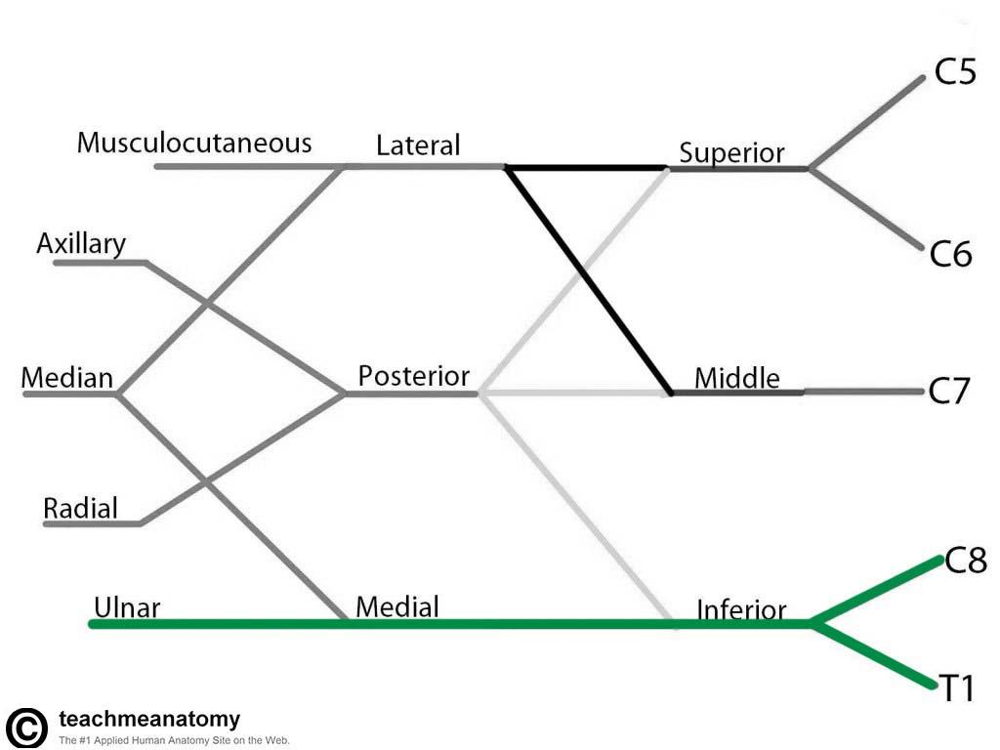 C5
Musculocutaneous
Lateral
Superior
Axillary
C6
Median
Posterior
Middle
C7
Radial
C8
Ulnar
Medial
Inferior
T1
© teachmeanatomy
The #1 Applied Human Anatomy Site on the Web.